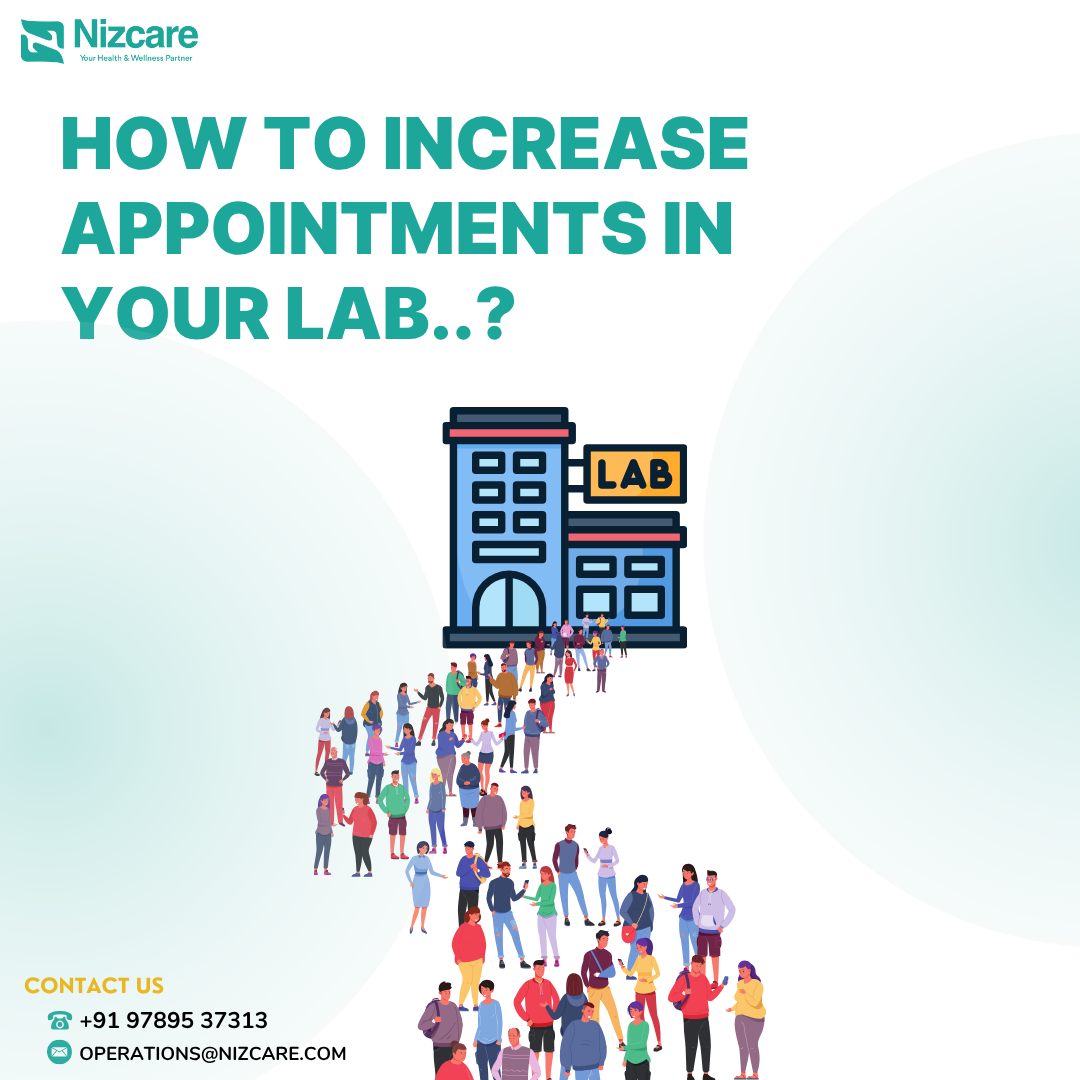 Nizcare
Your Health & Wellness Partner
HOW TO INCREASE
APPOINTMENTS IN
YOUR LAB..?
LAB
CONTACT US
+91 97895 37313
OPERATIONS@NIZCARE.COM